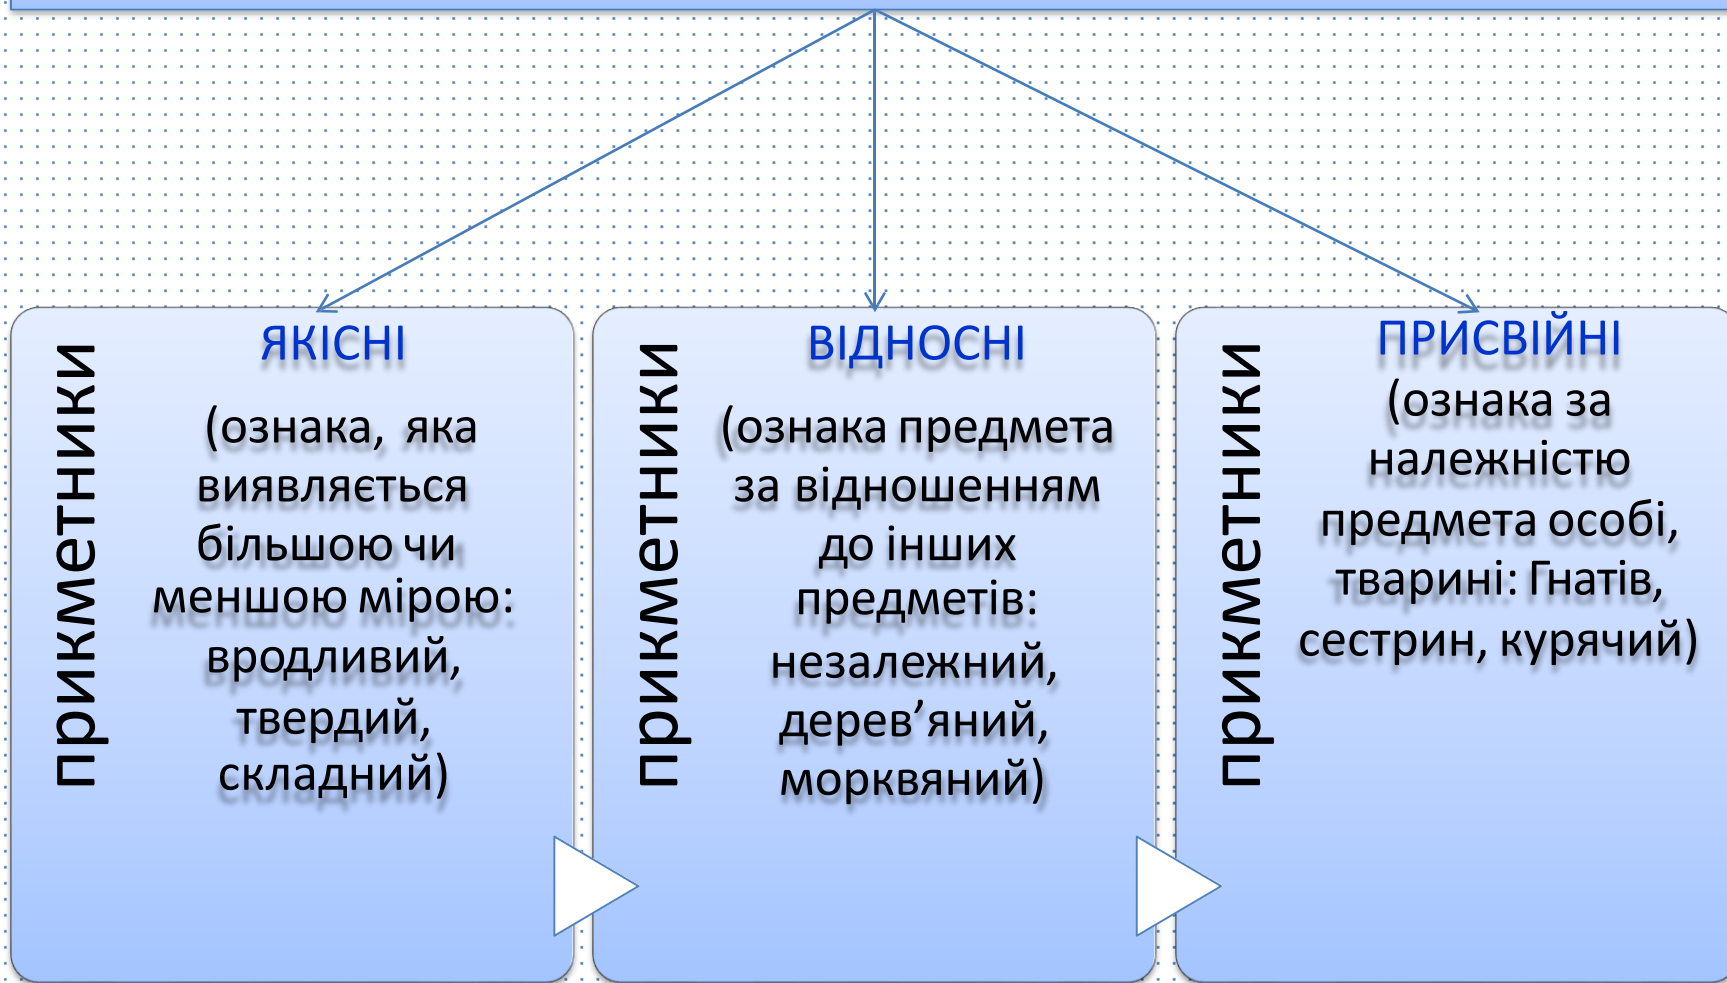 прикметники
ЯКІСНІ
(ознака, яка
виявляється
більшою чи
меншою мірою:
вродливий,
твердий,
складний)
прикметники
ВІДНОСНІ
(ознака предмета
за відношенням
до інших
предметів:
незалежний,
дерев’яний,
морквяний)
прикметники
ПРИСВІЙНІ
(ознака за
належністю
предмета особі,
тварині: Гнатів,
сестрин, курячий)